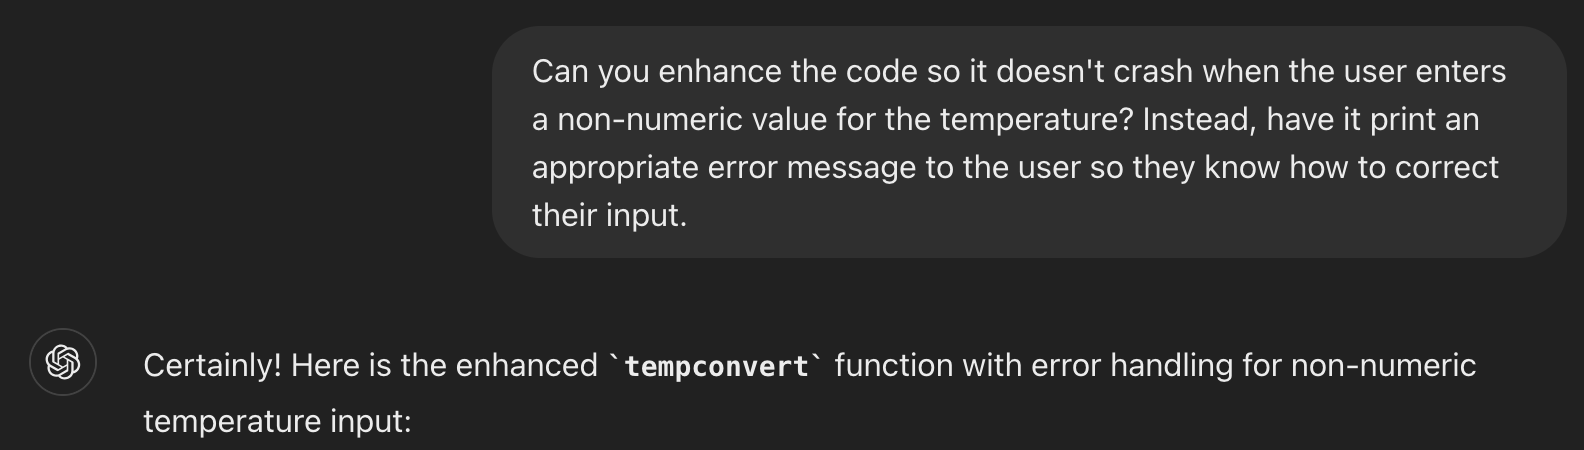 Can you enhance the code so it doesn't crash when the user enters
a non-numeric value for the temperature? Instead, have it print an
appropriate error message to the user so they know how to correct
their input.
Certainly! Here is the enhanced `tempconvert` function with error handling for non-numeric
temperature input: